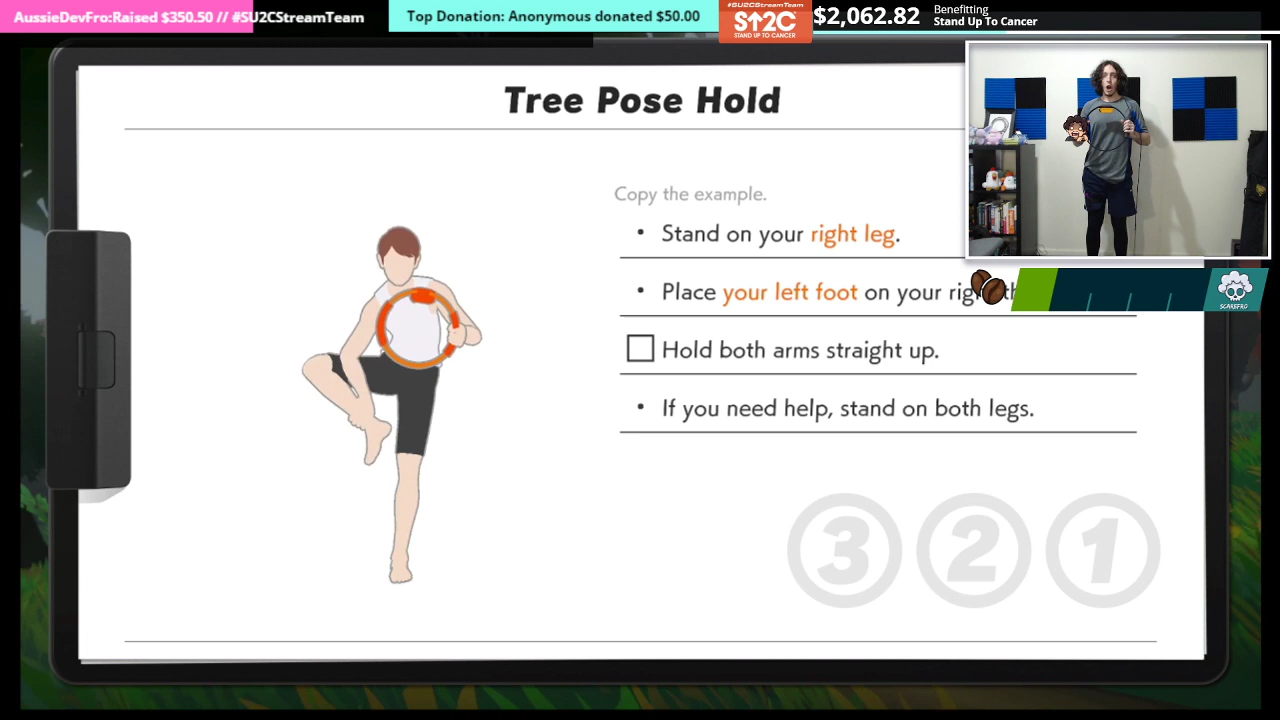 AussieDevFro:Raised $350.50 // #SU2CStreamTeam
Top Donation: Anonymous donated $50.00
#SU2CStreamTeam
SU2C
STAND UP TO CANCER
$2,062.82
Benefitting
Stand Up To Cancer
Tree Pose Hold
Copy the example.
• Stand on your right leg.
• Place your left foot on your
Hold both arms straight up.
• If you need help, stand on both legs.
SCARSFRO
3 2 1